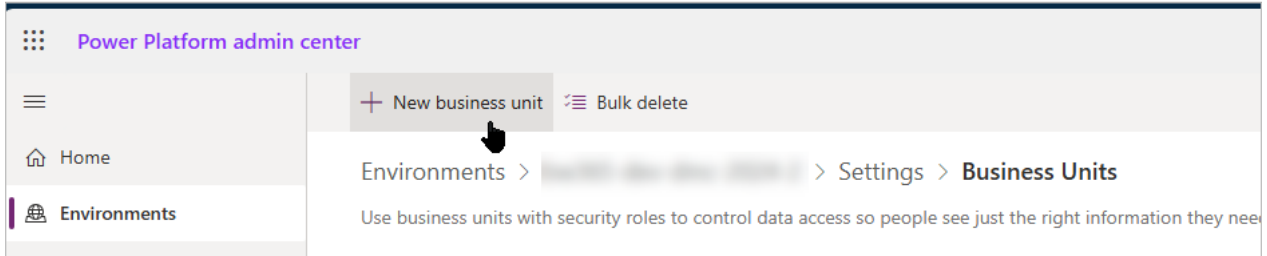 Power Platform admin center
New business unit Bulk delete
Home
Environments > > Settings > Business Units
Environments
Use business units with security roles to control data access so people see just the right information they nee